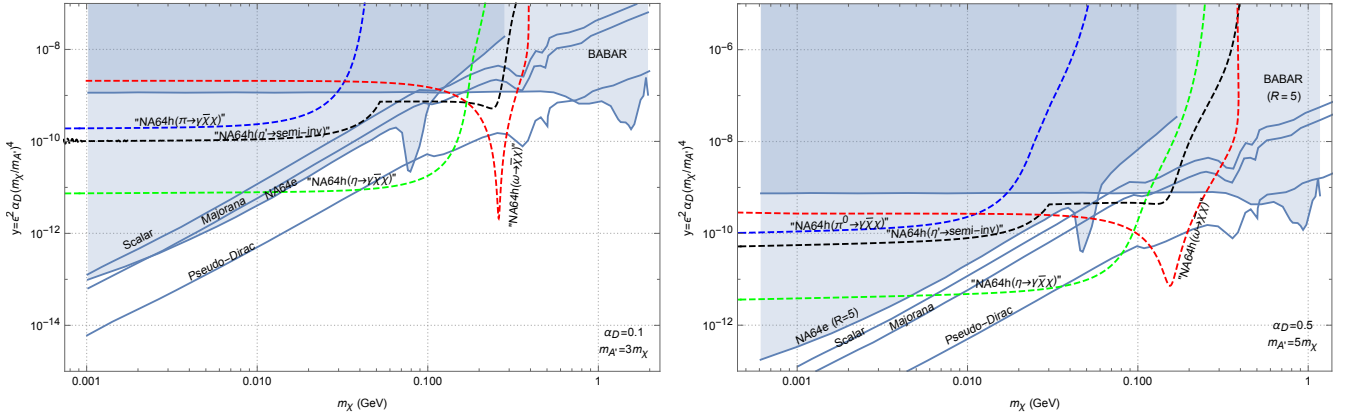 y=ϵ² α_D(m_χ/m_A')⁴
10⁻⁸
10⁻¹⁰
10⁻¹²
10⁻¹⁴
BABAR
"NA64h(π→γχ̅χ)"
"NA64h(η'→semi-inv)"
"NA64h(η→γχ̅χ)"
"NA64h(ω→χ̅χ)"
NA64e
Majorana
Scalar
Pseudo-Dirac
α_D=0.1
m_A'=3m_χ
0.001
0.010
0.100
1
m_χ (GeV)
y=ϵ² α_D(m_χ/m_A')⁴
10⁻⁶
10⁻⁸
10⁻¹⁰
10⁻¹²
BABAR
(R=5)
"NA64h(π⁰→γχ̅χ)"
"NA64h(η'→semi-inv)"
"NA64h(η→γχ̅χ)"
"NA64h(ω→χ̅χ)"
NA64e (R=5)
Scalar
Majorana
Pseudo-Dirac
α_D=0.5
m_A'=5m_χ
0.001
0.010
0.100
1
m_χ (GeV)